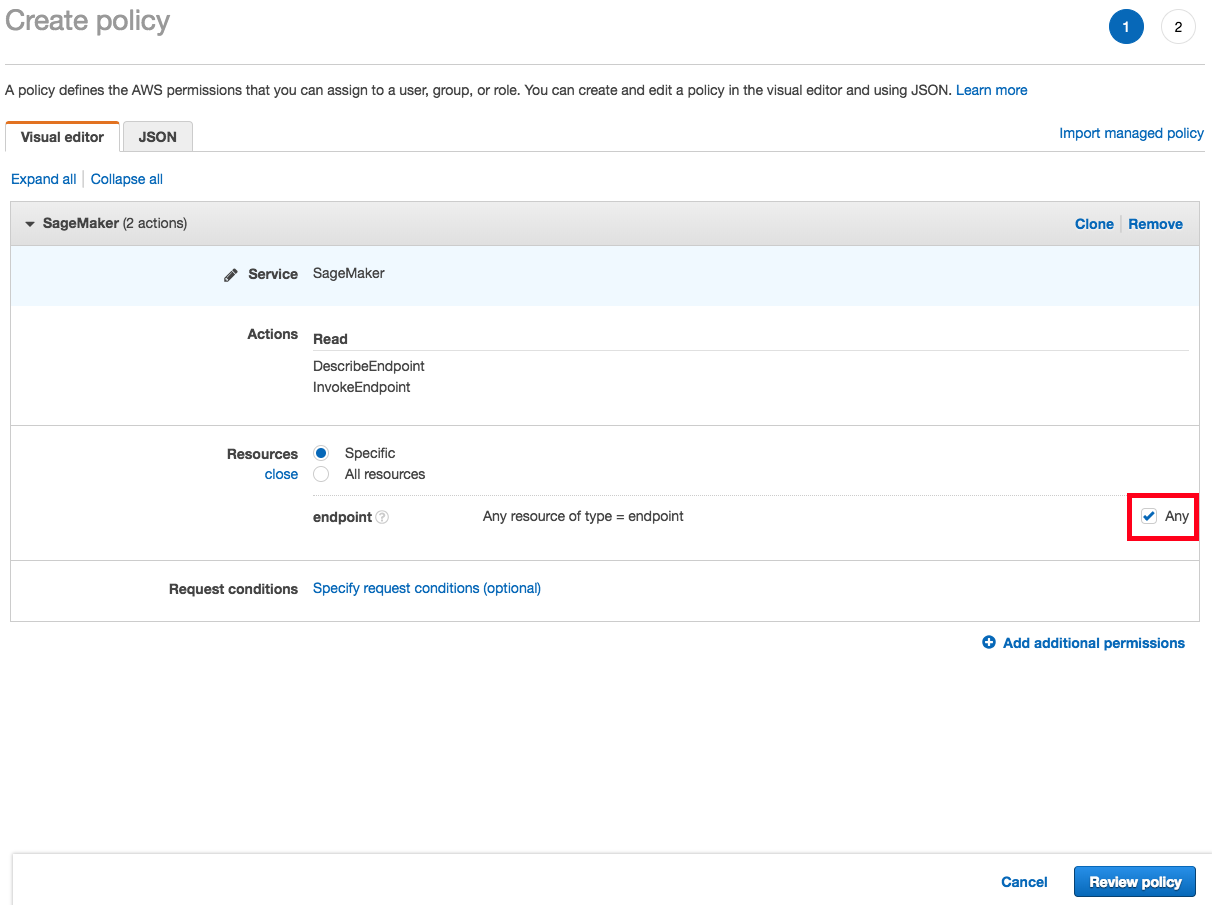 Create policy
1
2
A policy defines the AWS permissions that you can assign to a user, group, or role. You can create and edit a policy in the visual editor and using JSON. Learn more
Visual editor
JSON
Import managed policy
Expand all
Collapse all
SageMaker (2 actions)
Clone
Remove
Service
SageMaker
Actions
Read
DescribeEndpoint
InvokeEndpoint
Resources
close
Specific
All resources
endpoint ?
Any resource of type = endpoint
Any
Request conditions
Specify request conditions (optional)
Add additional permissions
Cancel
Review policy